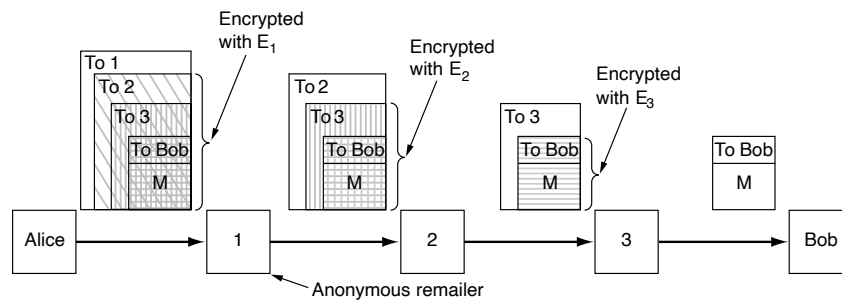 Encrypted
with E1
Encrypted
with E2
Encrypted
with E3
To 1
To 2
To 3
To Bob
M
To 2
To 3
To Bob
M
To 3
To Bob
M
To Bob
M
Alice
1
2
3
Bob
Anonymous remailer